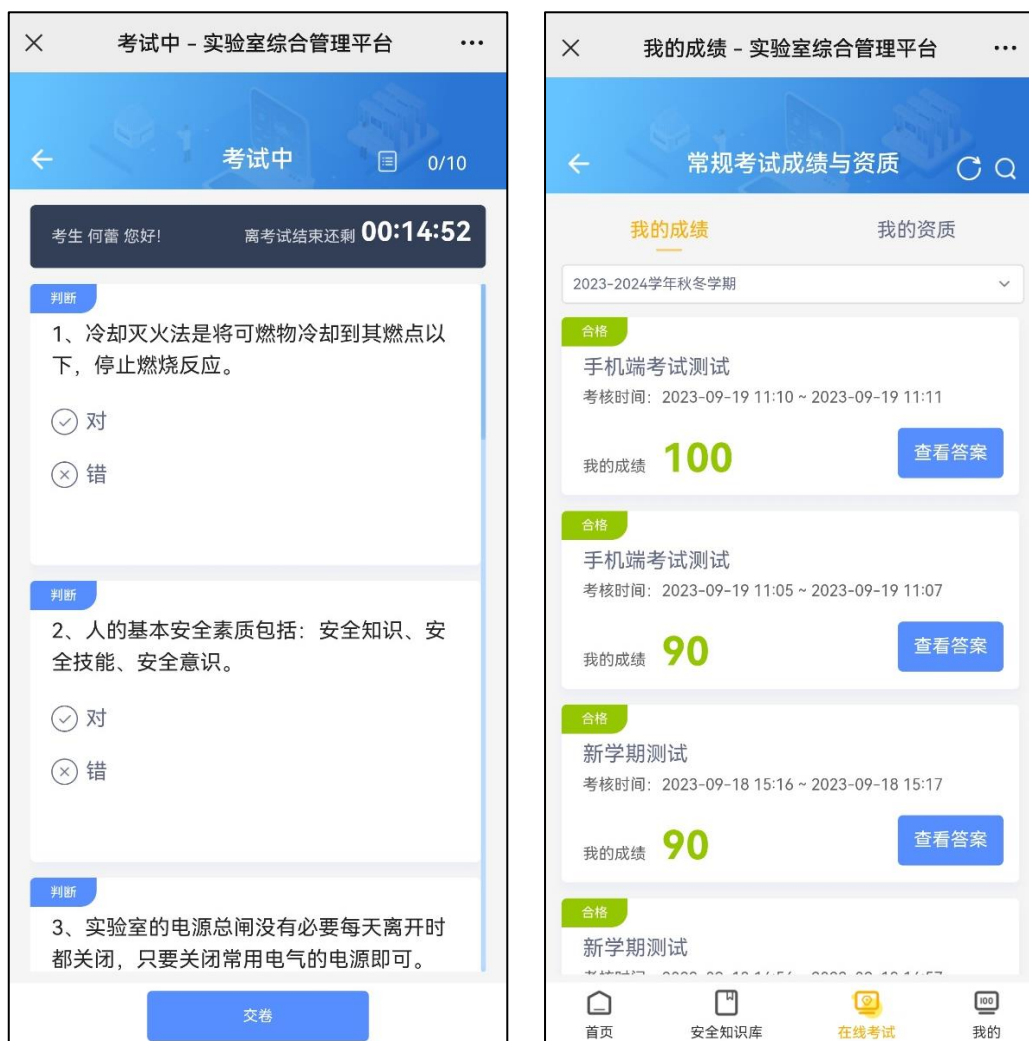 考试中 - 实验室综合管理平台
考试中
0/10
考生 何蕾 您好!
离考试结束还剩 00:14:52
判断
1、冷却灭火法是将可燃物冷却到其燃点以
下，停止燃烧反应。
对
错
判断
2、人的基本安全素质包括：安全知识、安
全技能、安全意识。
对
错
判断
3、实验室的电源总闸没有必要每天离开时
都关闭，只要关闭常用电气的电源即可。
交卷
我的成绩 - 实验室综合管理平台
常规考试成绩与资质
我的成绩
我的资质
2023-2024学年秋冬学期
合格
手机端考试测试
考核时间：2023-09-19 11:10 ~ 2023-09-19 11:11
我的成绩 100
查看答案
合格
手机端考试测试
考核时间：2023-09-19 11:05 ~ 2023-09-19 11:07
我的成绩 90
查看答案
合格
新学期测试
考核时间：2023-09-18 15:16 ~ 2023-09-18 15:17
我的成绩 90
查看答案
合格
新学期测试
首页
安全知识库
在线考试
100
我的